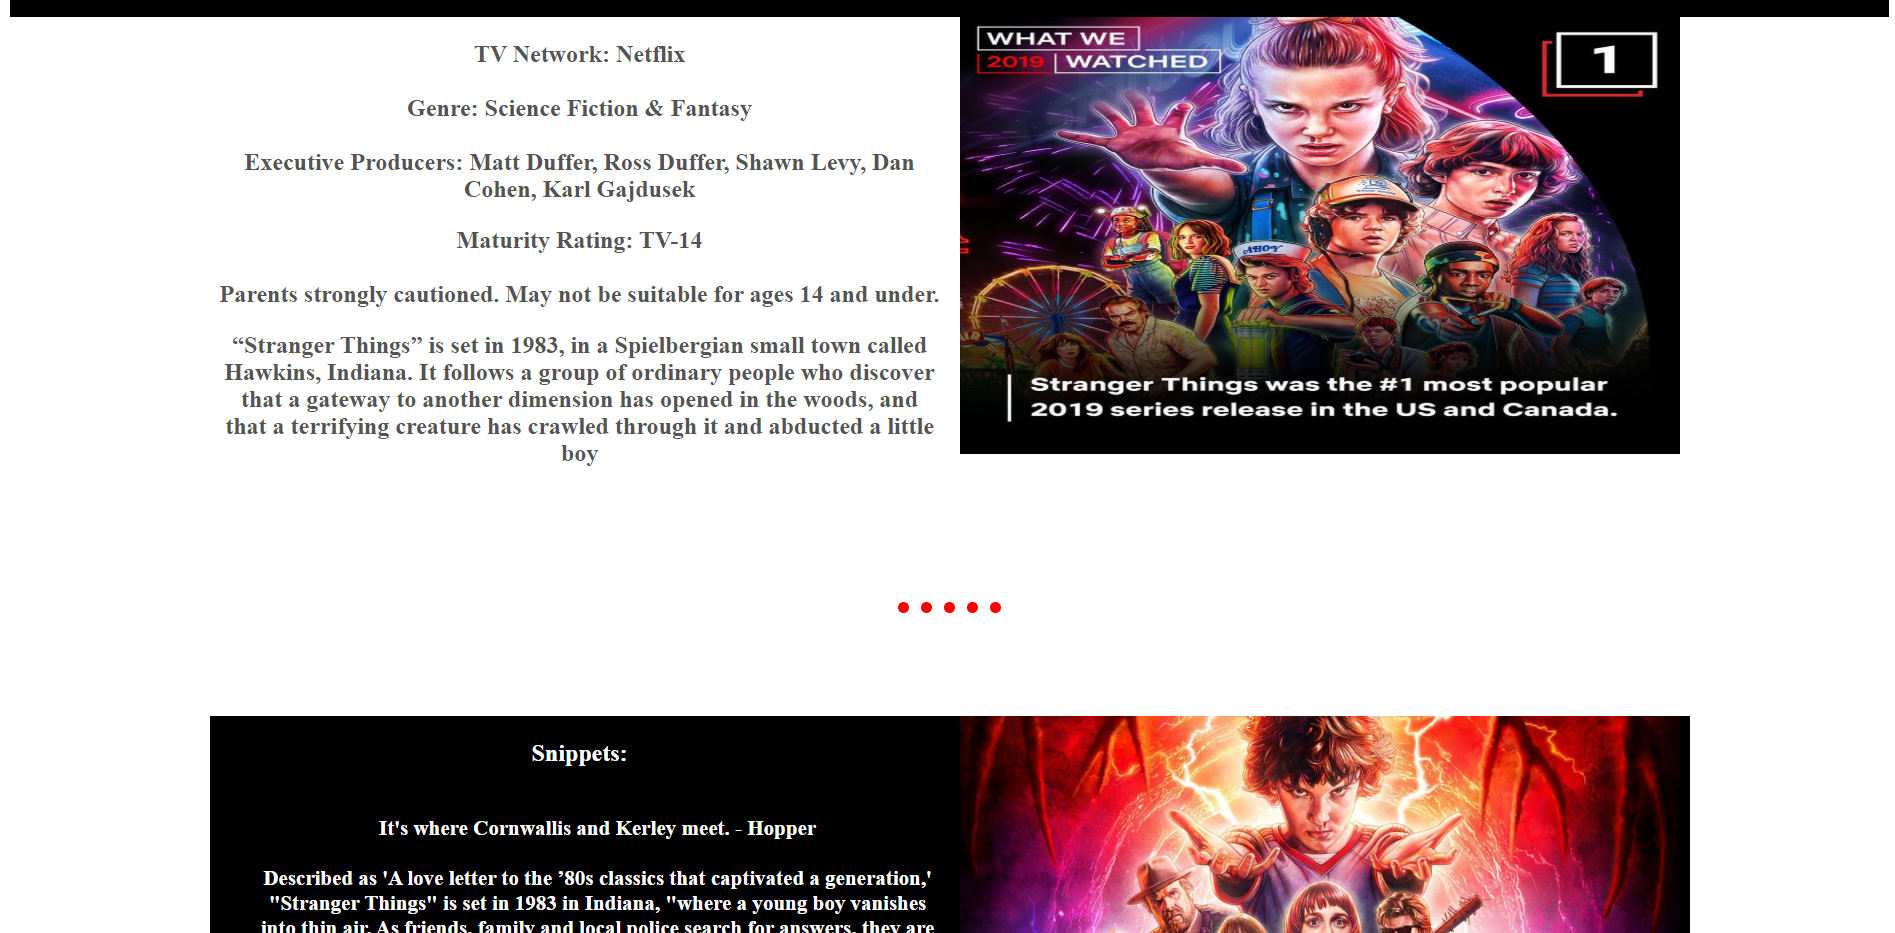 TV Network: Netflix
Genre: Science Fiction & Fantasy
Executive Producers: Matt Duffer, Ross Duffer, Shawn Levy, Dan
Cohen, Karl Gajdusek
Maturity Rating: TV-14
Parents strongly cautioned. May not be suitable for ages 14 and under.
“Stranger Things” is set in 1983, in a Spielbergian small town called
Hawkins, Indiana. It follows a group of ordinary people who discover
that a gateway to another dimension has opened in the woods, and
that a terrifying creature has crawled through it and abducted a little
boy
WHAT WE
2019 WATCHED
1
AHOY
Stranger Things was the #1 most popular
2019 series release in the US and Canada.
Snippets:
It's where Cornwallis and Kerley meet. - Hopper
Described as 'A love letter to the ’80s classics that captivated a generation,'
"Stranger Things" is set in 1983 in Indiana, "where a young boy vanishes
into thin air. As friends, family and local police search for answers, they are